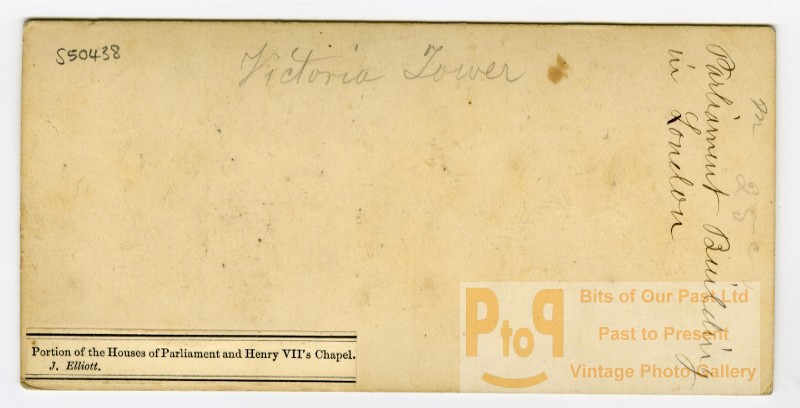 S50438
Victoria Tower
Parliament Building
in London
m 25c
Portion of the Houses of Parliament and Henry VII's Chapel.
J. Elliott.
PtoP
Bits of Our Past Ltd
Past to Present
Vintage Photo Gallery